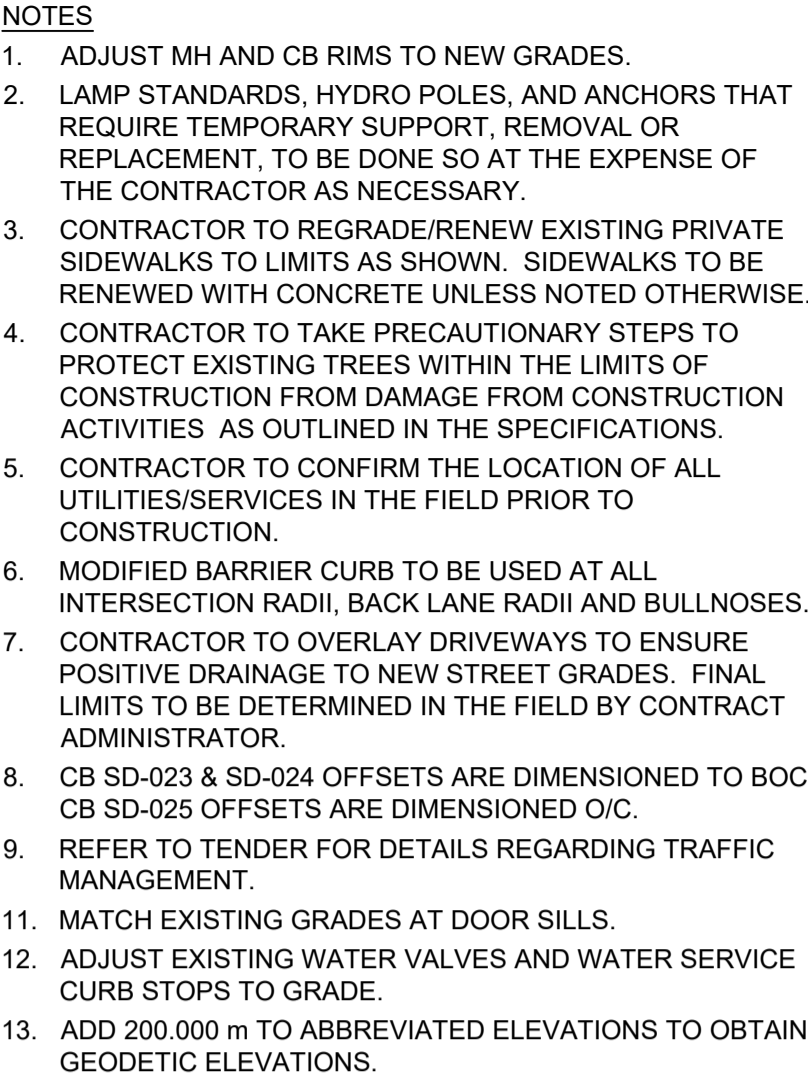 NOTES
1. ADJUST MH AND CB RIMS TO NEW GRADES.
2. LAMP STANDARDS, HYDRO POLES, AND ANCHORS THAT
REQUIRE TEMPORARY SUPPORT, REMOVAL OR
REPLACEMENT, TO BE DONE SO AT THE EXPENSE OF
THE CONTRACTOR AS NECESSARY.
3. CONTRACTOR TO REGRADE/RENEW EXISTING PRIVATE
SIDEWALKS TO LIMITS AS SHOWN. SIDEWALKS TO BE
RENEWED WITH CONCRETE UNLESS NOTED OTHERWISE.
4. CONTRACTOR TO TAKE PRECAUTIONARY STEPS TO
PROTECT EXISTING TREES WITHIN THE LIMITS OF
CONSTRUCTION FROM DAMAGE FROM CONSTRUCTION
ACTIVITIES AS OUTLINED IN THE SPECIFICATIONS.
5. CONTRACTOR TO CONFIRM THE LOCATION OF ALL
UTILITIES/SERVICES IN THE FIELD PRIOR TO
CONSTRUCTION.
6. MODIFIED BARRIER CURB TO BE USED AT ALL
INTERSECTION RADII, BACK LANE RADII AND BULLNOSES.
7. CONTRACTOR TO OVERLAY DRIVEWAYS TO ENSURE
POSITIVE DRAINAGE TO NEW STREET GRADES. FINAL
LIMITS TO BE DETERMINED IN THE FIELD BY CONTRACT
ADMINISTRATOR.
8. CB SD-023 & SD-024 OFFSETS ARE DIMENSIONED TO BOC
CB SD-025 OFFSETS ARE DIMENSIONED O/C.
9. REFER TO TENDER FOR DETAILS REGARDING TRAFFIC
MANAGEMENT.
11. MATCH EXISTING GRADES AT DOOR SILLS.
12. ADJUST EXISTING WATER VALVES AND WATER SERVICE
CURB STOPS TO GRADE.
13. ADD 200.000 m TO ABBREVIATED ELEVATIONS TO OBTAIN
GEODETIC ELEVATIONS.